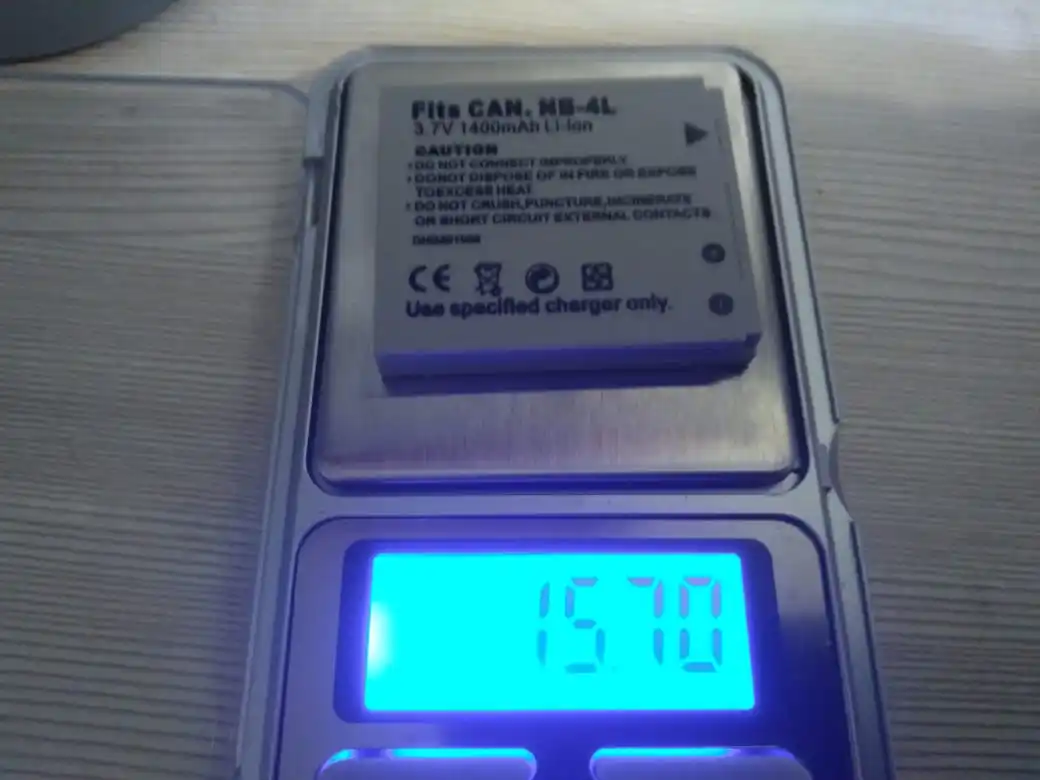 Fits CAN. NB-4L
3.7V 1400mAh Li-ion
CAUTION
DO NOT CONNECT IMPROPERLY
DONOT DISPOSE OF IN FIRE OR EXPOSE
TOEXCESS HEAT
DO NOT CRUSH,PUNCTURE,INCINERATE
OR SHORT CIRCUIT EXTERNAL CONTACTS
CE
Use specified charger only.
15.70